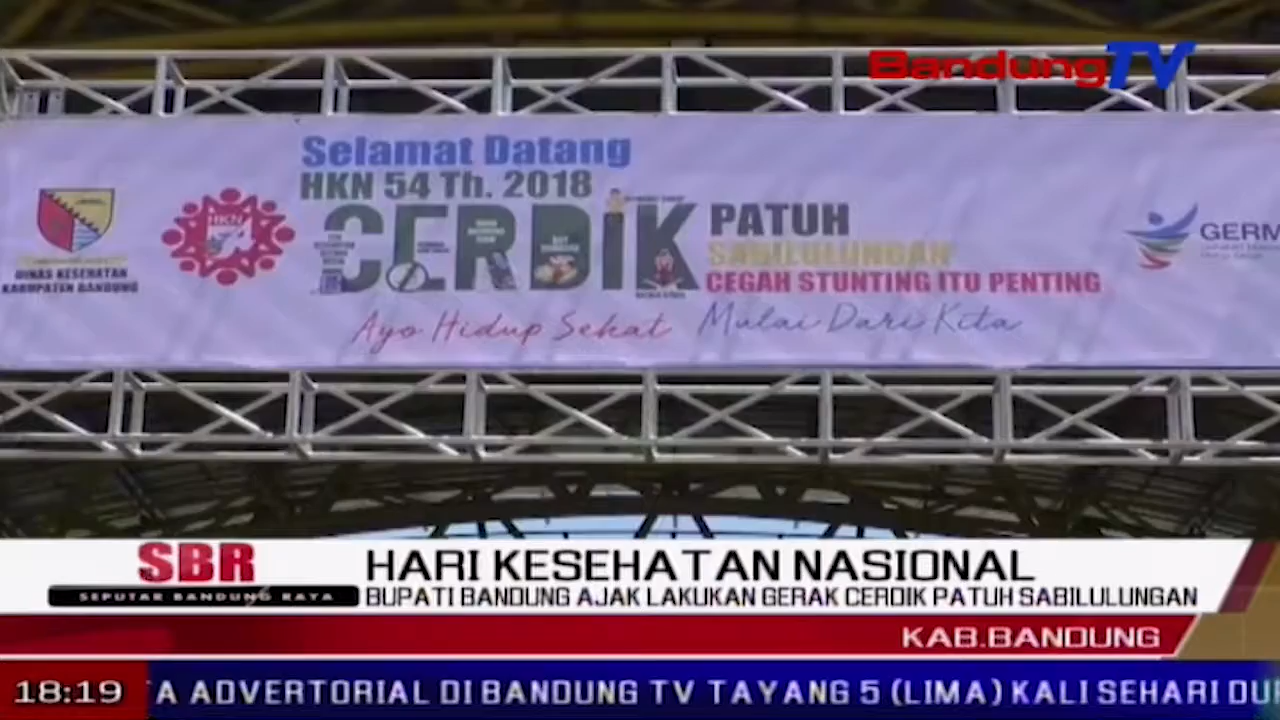 BandungTV
Selamat Datang
HKN 54 Th. 2018
HKN
CERDIK
PATUH
SABILULUNGAN
CEGAH STUNTING ITU PENTING
Ayo Hidup Sehat Mulai Dari Kita
DINAS KESEHATAN
KABUPATEN BANDUNG
GERM
SBR
SEPUTAR BANDUNG RAYA
HARI KESEHATAN NASIONAL
BUPATI BANDUNG AJAK LAKUKAN GERAK CERDIK PATUH SABILULUNGAN
KAB.BANDUNG
18:19
TA ADVERTORIAL DI BANDUNG TV TAYANG 5 (LIMA) KALI SEHARI DU